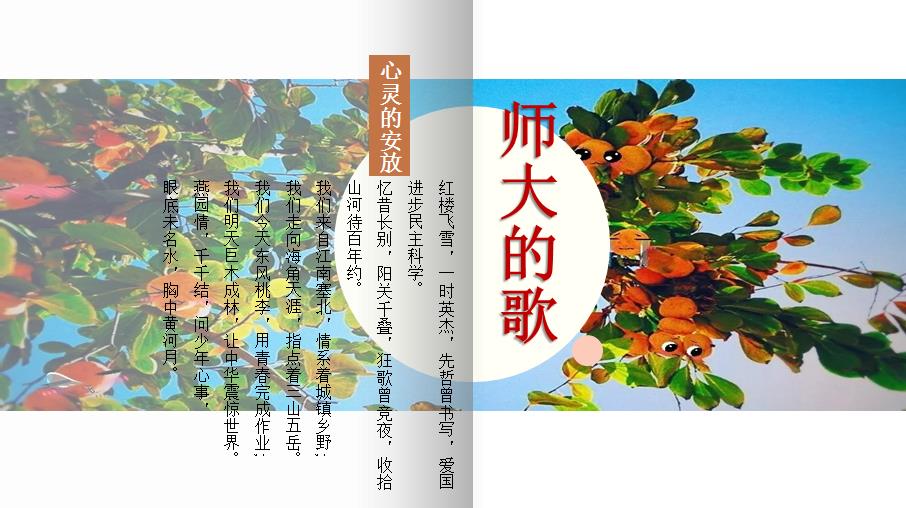 师大的歌
心灵的安放
红楼飞雪，一时英杰，先哲曾书写，爱国
进步民主科学。
忆昔长别，阳关千叠，狂歌曾竞夜，收拾
山河待百年约。
我们来自江南塞北，情系着城镇乡野;
我们走向海角天涯，指点着三山五岳。
我们今天东风桃李，用青春完成作业;
我们明天巨木成林，让中华震惊世界。
燕园情，千千结，问少年心事，
眼底未名水，胸中黄河月。